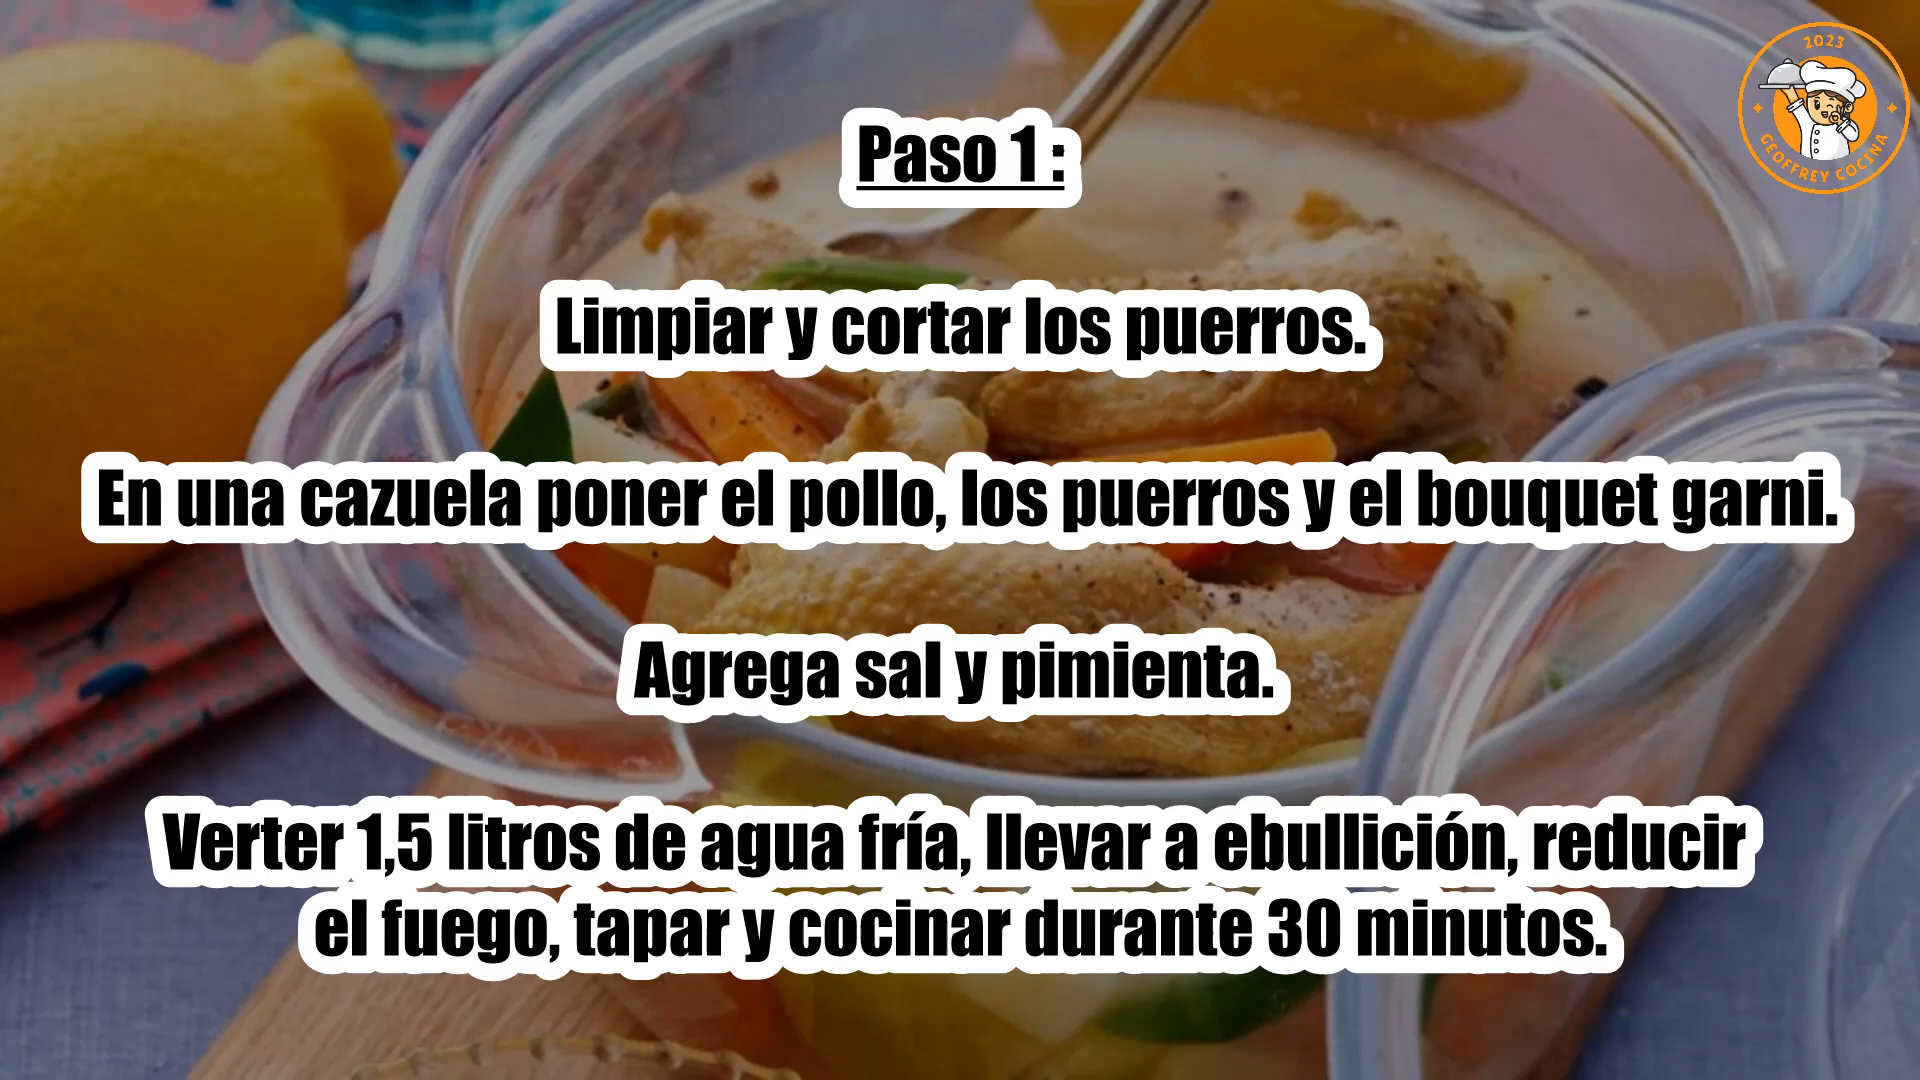 2023
GEOFFREY COCINA
Paso 1 :
Limpiar y cortar los puerros.
En una cazuela poner el pollo, los puerros y el bouquet garni.
Agrega sal y pimienta.
Verter 1,5 litros de agua fría, llevar a ebullición, reducir
el fuego, tapar y cocinar durante 30 minutos.